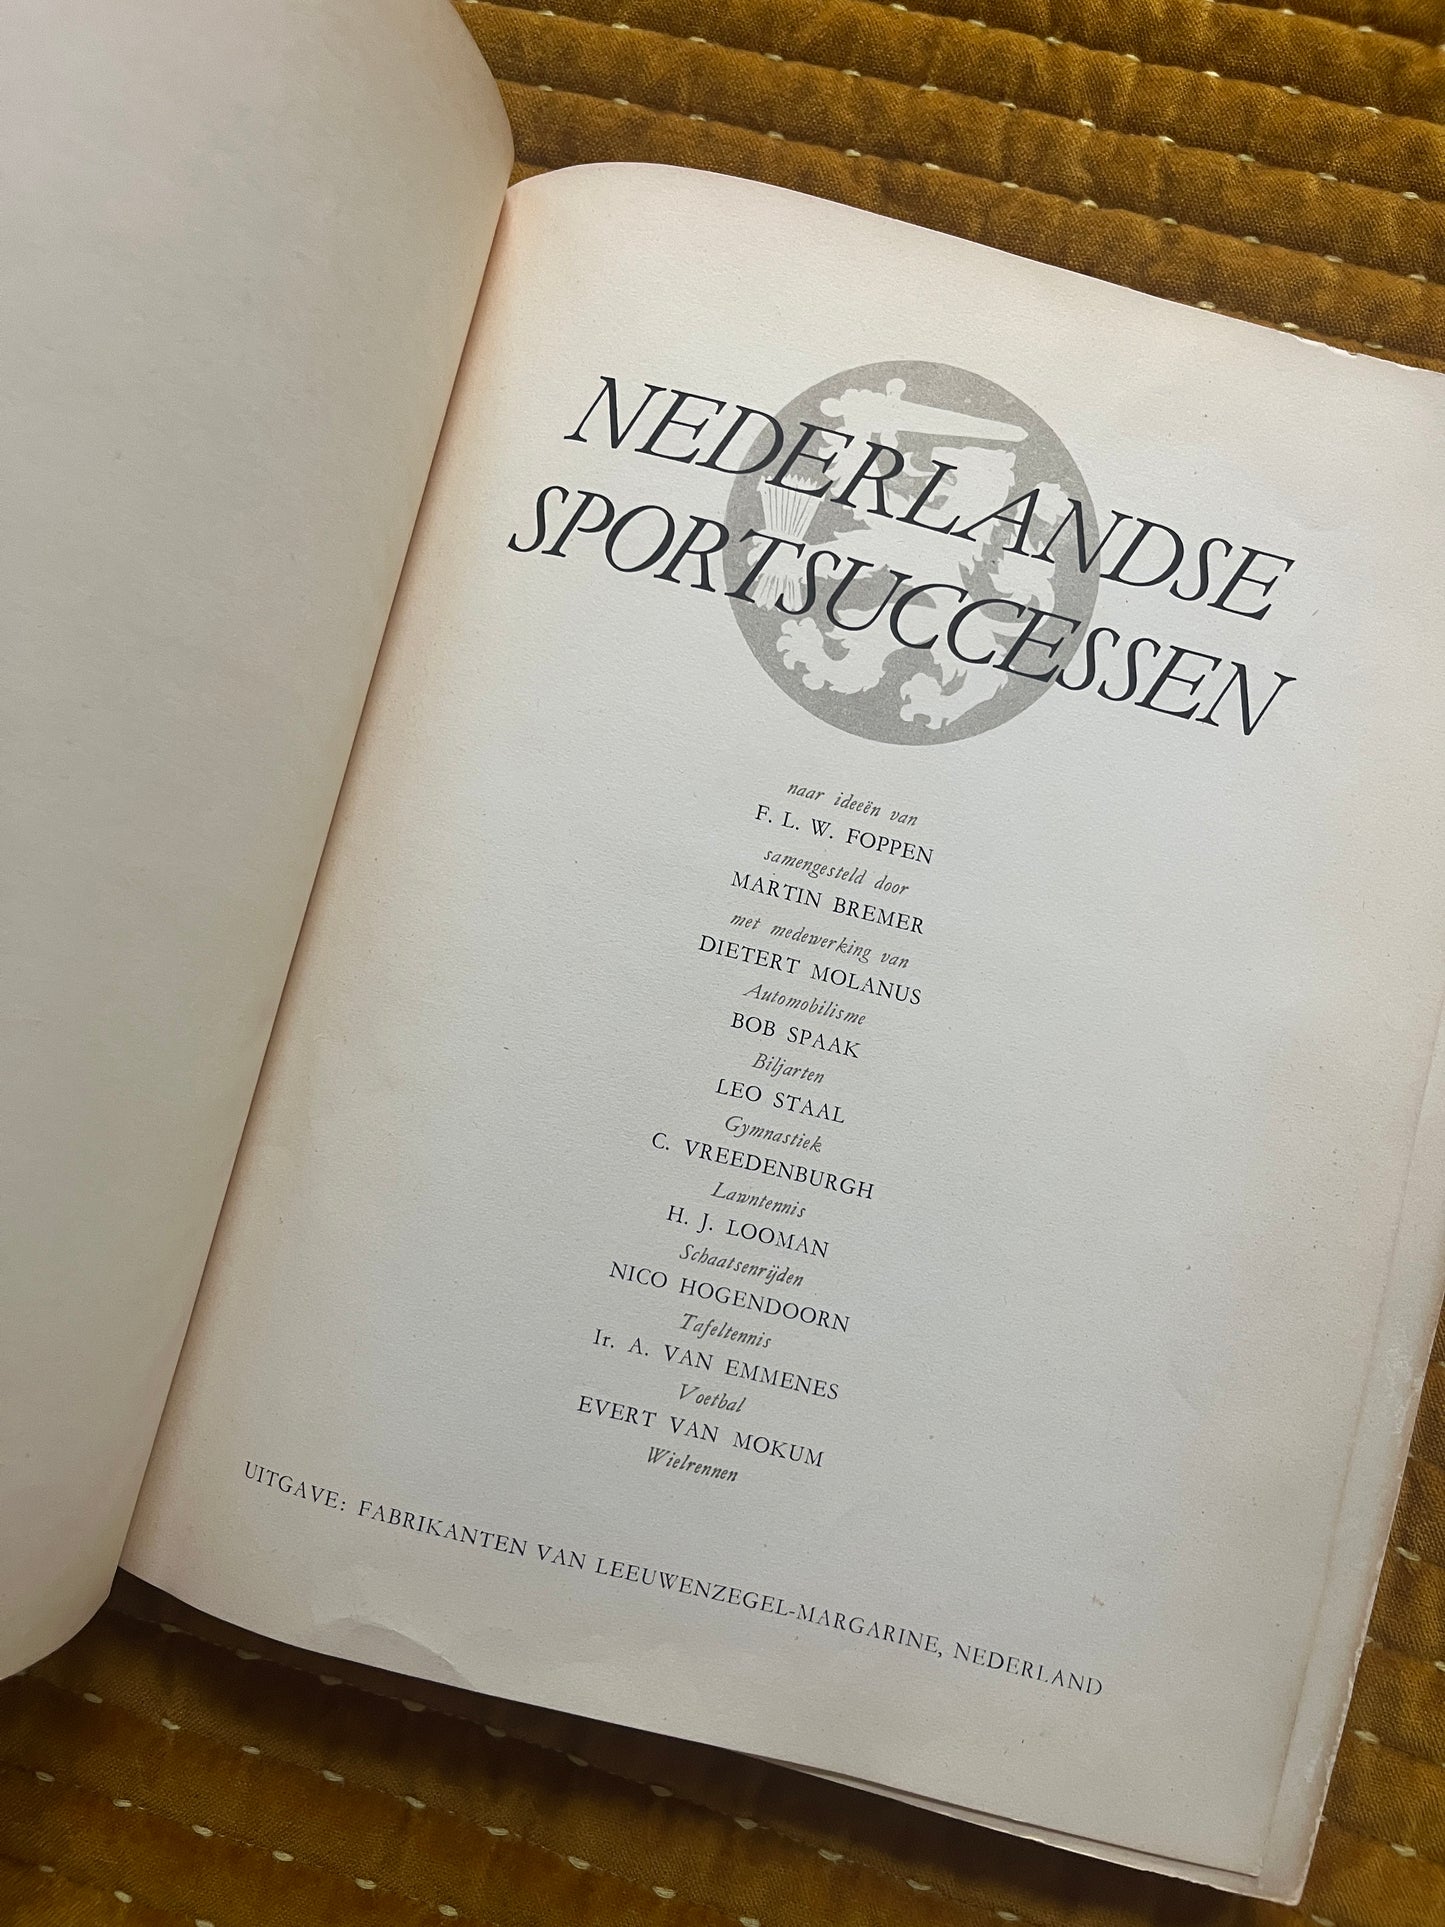 NEDERLANDSE
SPORTSUCCESSEN
naar ideeën van
F. L. W. FOPPEN
samengesteld door
MARTIN BREMER
met medewerking van
DIETERT MOLANUS
Automobilisme
BOB SPAAK
Biljarten
LEO STAAL
Gymnastiek
C. VREEDENBURGH
Lawntennis
H. J. LOOMAN
Schaatsenrijden
NICO HOGENDOORN
Tafeltennis
Ir. A. VAN EMMENES
Voetbal
EVERT VAN MOKUM
Wielrennen
UITGAVE: FABRIKANTEN VAN LEEUWENZEGEL-MARGARINE, NEDERLAND